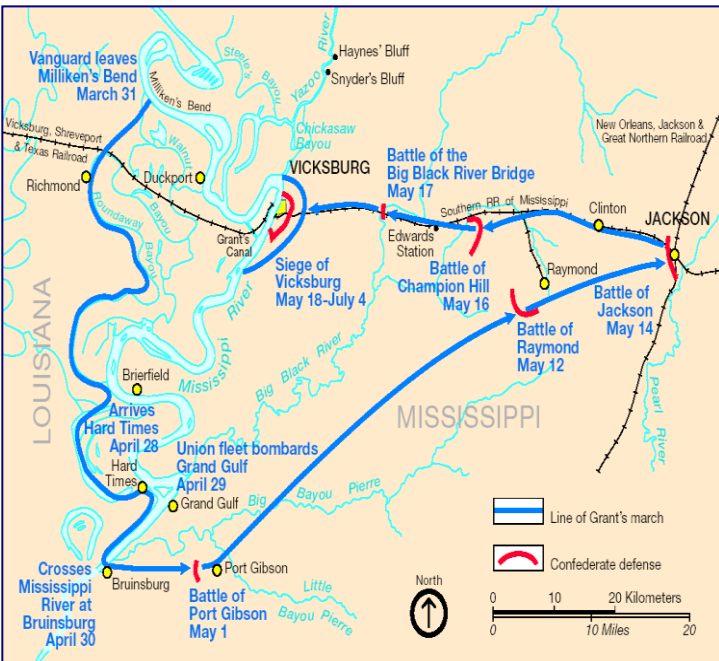 Vanguard leaves
Milliken's Bend
March 31
Milliken's Bend
Steele's
Bayou
Yazoo River
Haynes' Bluff
Snyder's Bluff
Chickasaw
Bayou
Vicksburg, Shreveport
& Texas Railroad
Walnut
Bayou
Richmond
Duckport
VICKSBURG
Battle of the
Big Black River Bridge
May 17
New Orleans, Jackson &
Great Northern Railroad
Roundaway
Bayou
Grant's
Canal
Southern RR of Mississippi
Edwards
Station
Clinton
JACKSON
Siege of
Vicksburg
May 18-July 4
Battle of
Champion Hill
May 16
Raymond
Battle of
Jackson
May 14
Battle of
Raymond
May 12
LOUISIANA
Mississippi
River
Big Black River
Brierfield
MISSISSIPPI
Pearl River
Arrives
Hard Times
April 28
Union fleet bombards
Grand Gulf
April 29
Hard
Times
Grand Gulf
Big Bayou Pierre
Line of Grant's march
Confederate defense
Crosses
Mississippi
River at
Bruinsburg
April 30
Bruinsburg
Port Gibson
Battle of
Port Gibson
May 1
Little
Bayou Pierre
North
0 10 20 Kilometers
0 10 Miles 20